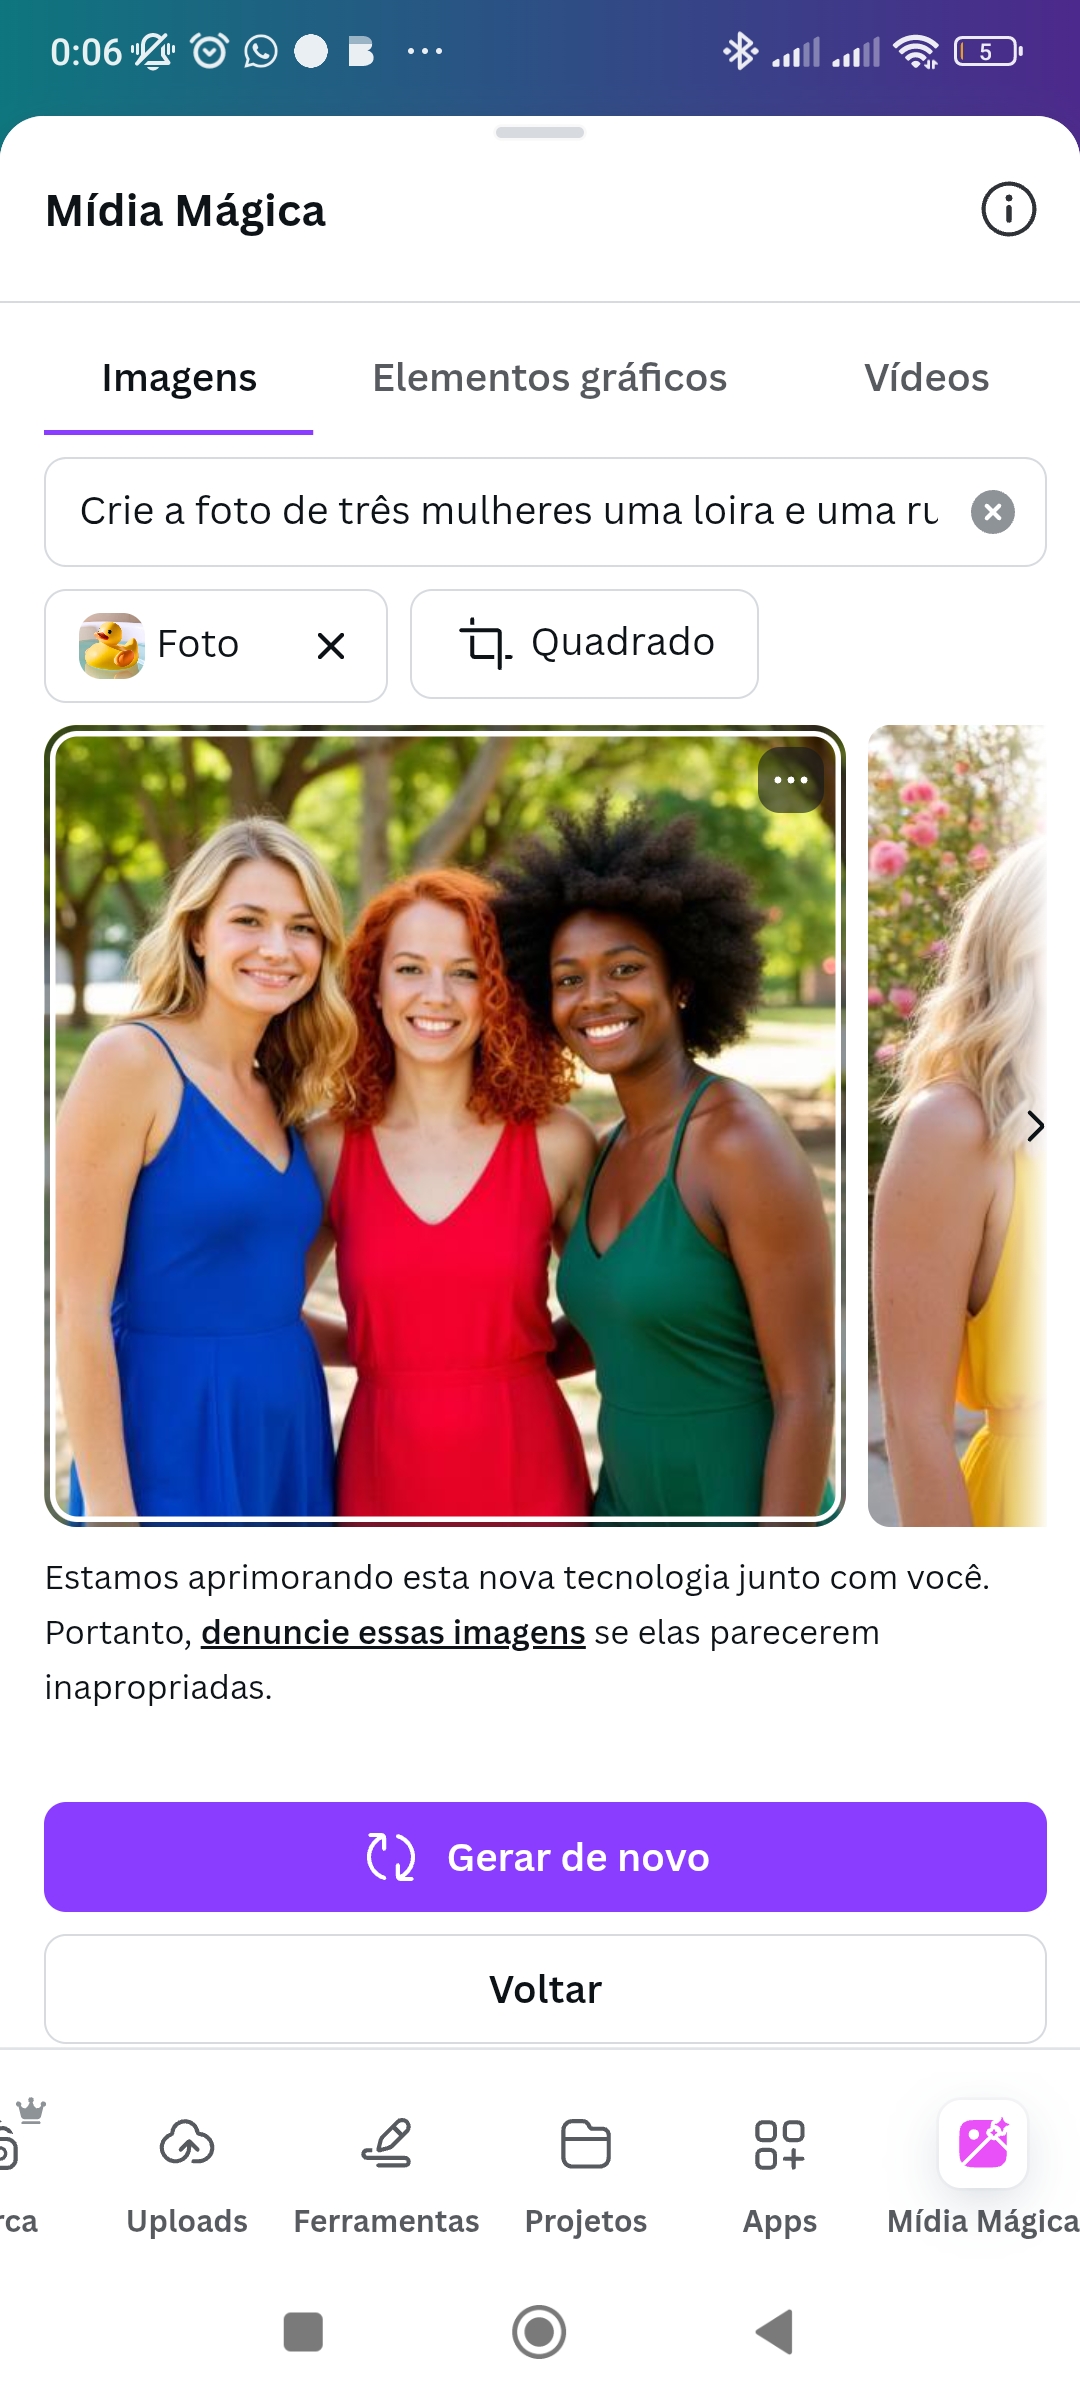 0:06
5
Mídia Mágica
Imagens Elementos gráficos Vídeos
Crie a foto de três mulheres uma loira e uma
Foto Quadrado
Estamos aprimorando esta nova tecnologia junto com você.
Portanto, denuncie essas imagens se elas parecerem
inapropriadas.
Gerar de novo
Voltar
Uploads Ferramentas Projetos Apps Mídia Mágica